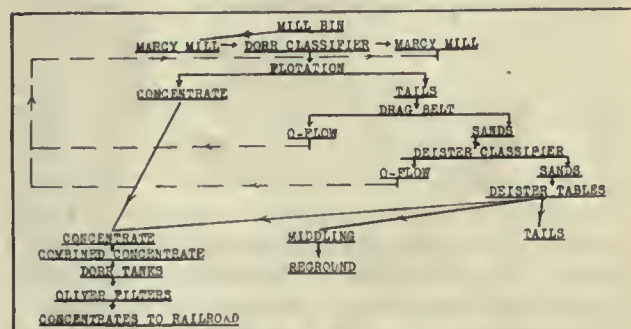 MILL BIN
MARCY MILL DORR CLASSIFIER MARCY MILL
FLOTATION
CONCENTRATE TAILS
DRAG BELT
O-FLOW SANDS
DEISTER CLASSIFIER
O-FLOW SANDS
DEISTER TABLES
CONCENTRATE MIDDLING TAILS
COMBINED CONCENTRATE
DORR TANKS REGROUND
OLIVER FILTERS
CONCENTRATES TO RAILROAD